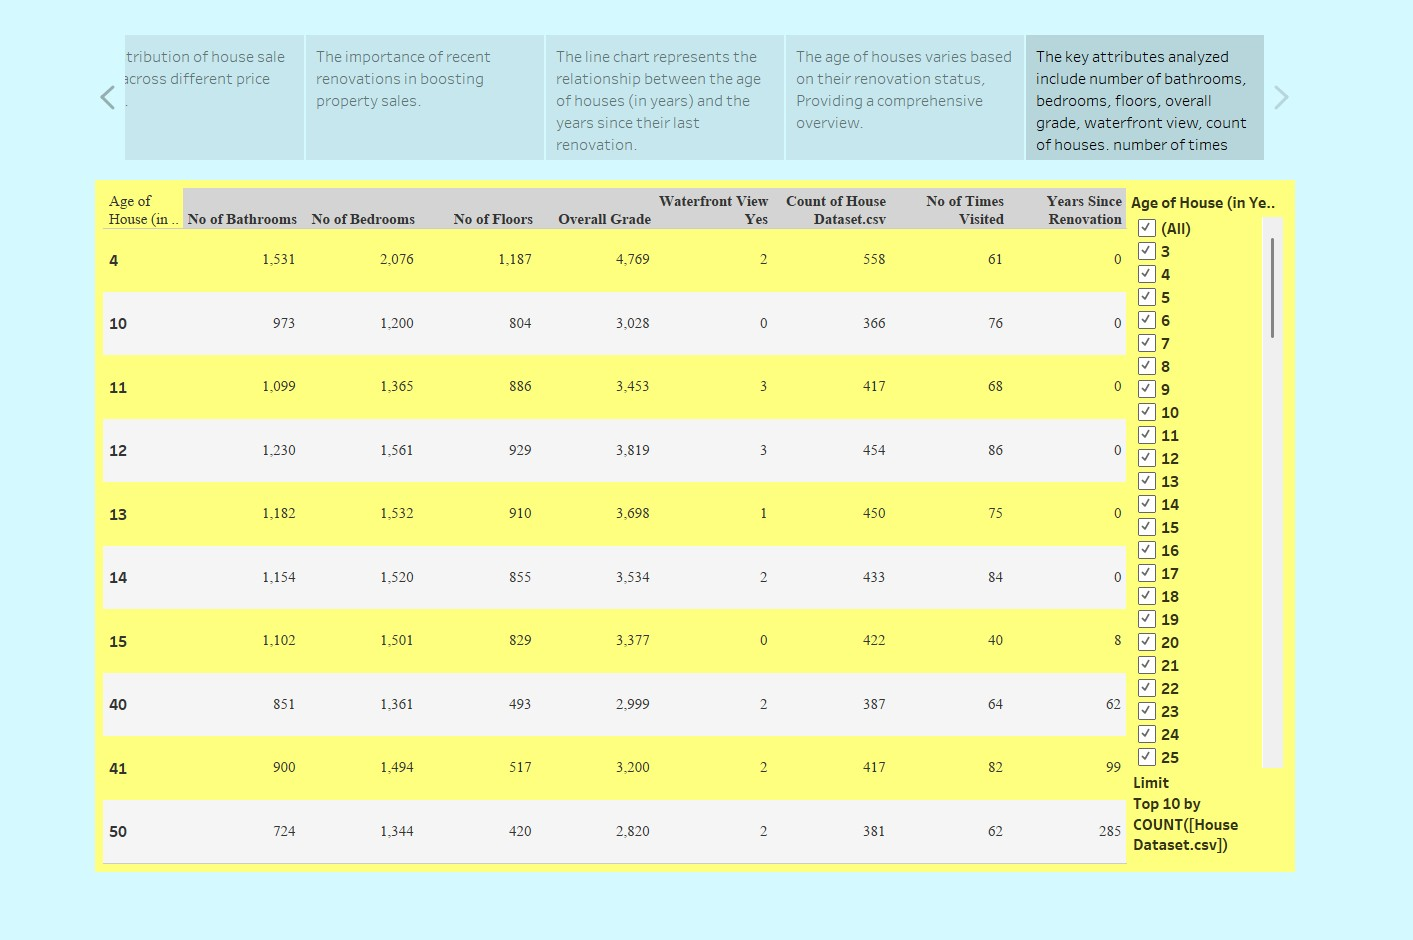 tribution of house sale
across different price
.
The importance of recent
renovations in boosting
property sales.
The line chart represents the
relationship between the age
of houses (in years) and the
years since their last
renovation.
The age of houses varies based
on their renovation status,
Providing a comprehensive
overview.
The key attributes analyzed
include number of bathrooms,
bedrooms, floors, overall
grade, waterfront view, count
of houses. number of times
Age of
House (in .. No of Bathrooms No of Bedrooms No of Floors Overall Grade Waterfront View Yes Count of House Dataset.csv No of Times Visited Years Since Renovation
4 1,531 2,076 1,187 4,769 2 558 61 0
10 973 1,200 804 3,028 0 366 76 0
11 1,099 1,365 886 3,453 3 417 68 0
12 1,230 1,561 929 3,819 3 454 86 0
13 1,182 1,532 910 3,698 1 450 75 0
14 1,154 1,520 855 3,534 2 433 84 0
15 1,102 1,501 829 3,377 0 422 40 8
40 851 1,361 493 2,999 2 387 64 62
41 900 1,494 517 3,200 2 417 82 99
50 724 1,344 420 2,820 2 381 62 285
Age of House (in Ye..
(All)
3
4
5
6
7
8
9
10
11
12
13
14
15
16
17
18
19
20
21
22
23
24
25
Limit
Top 10 by
COUNT([House
Dataset.csv])